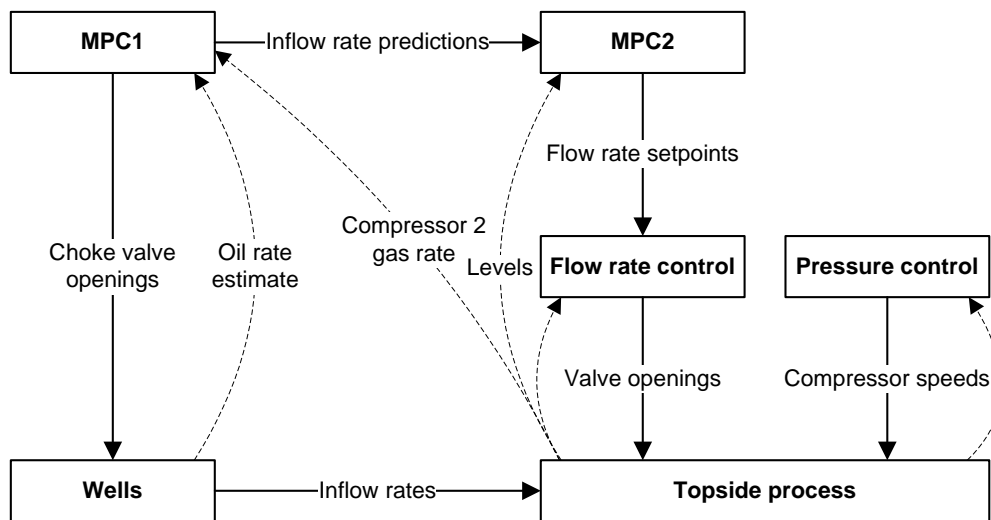 MPC1
Inflow rate predictions
MPC2
Flow rate setpoints
Choke valve
openings
Oil rate
estimate
Compressor 2
gas rate
Levels
Flow rate control
Pressure control
Valve openings
Compressor speeds
Wells
Inflow rates
Topside process